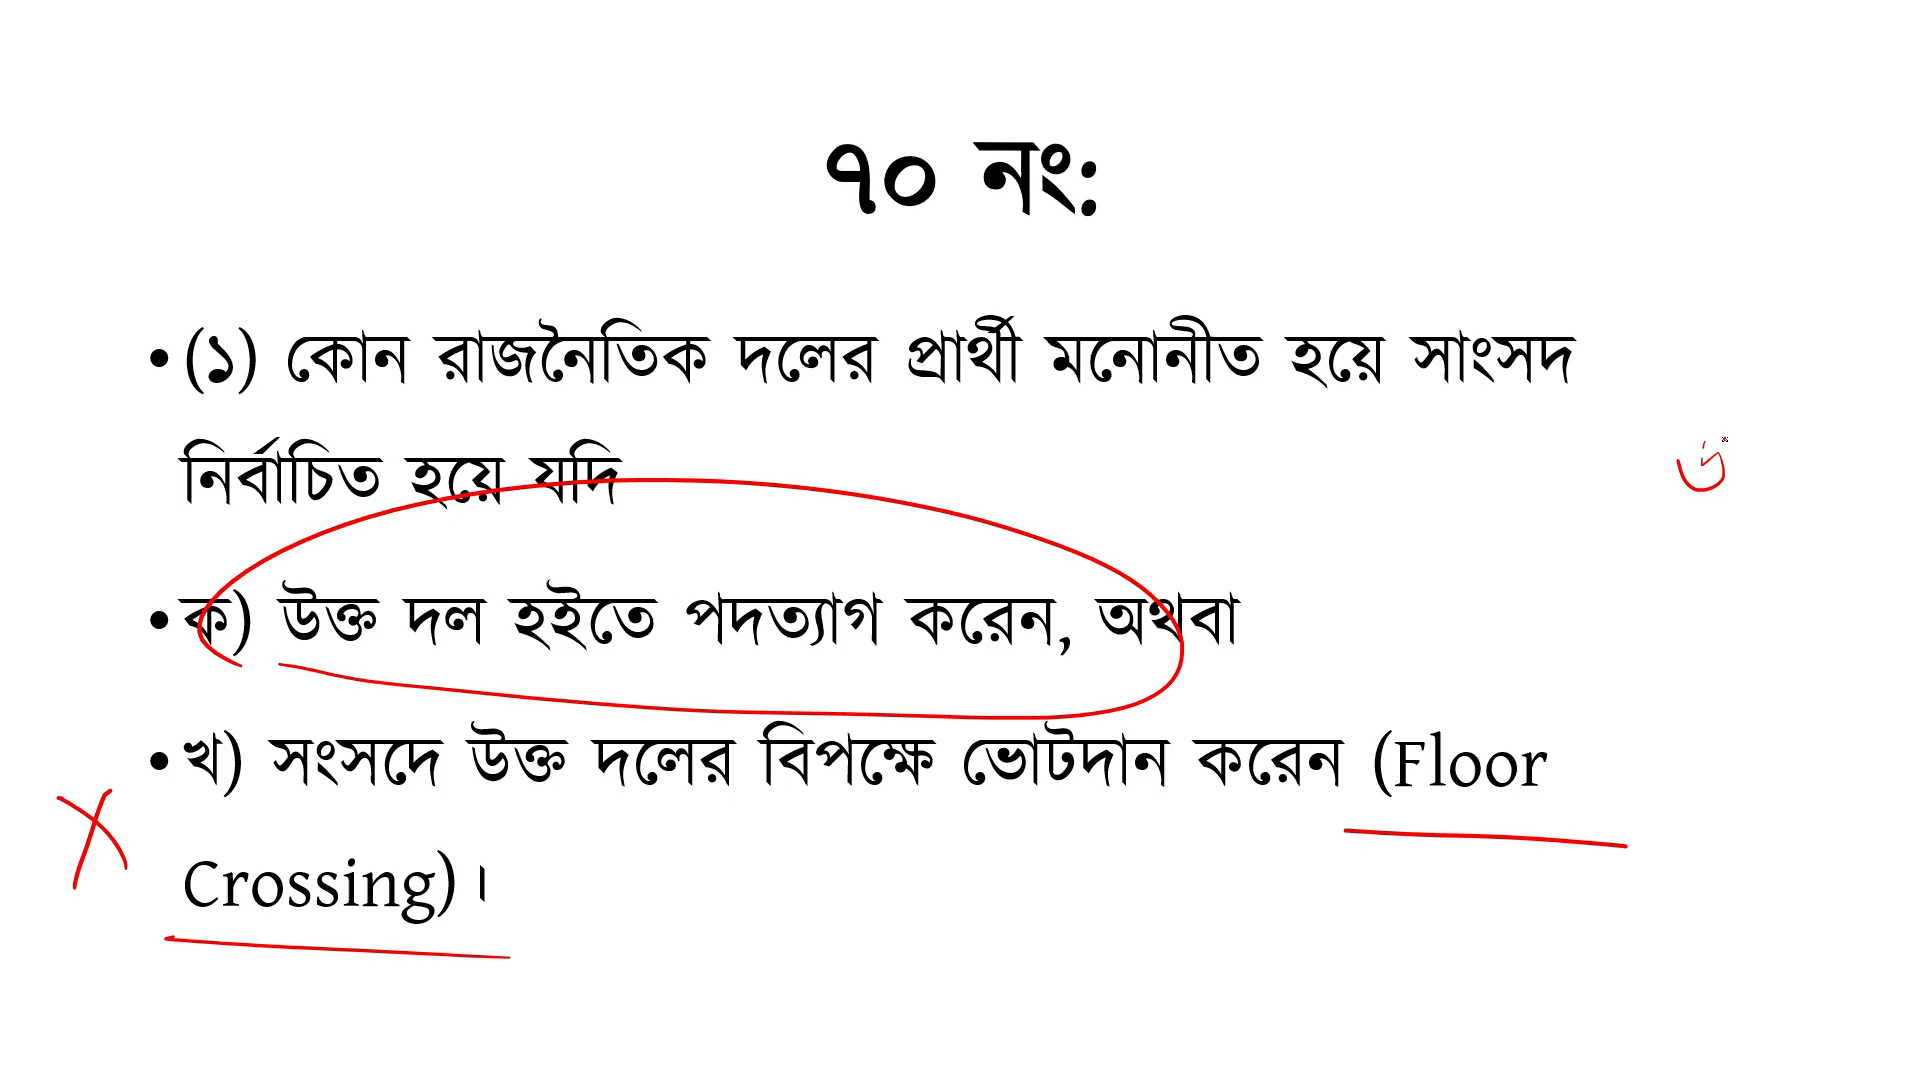 ৭০ নং:
• (১) কোন রাজনৈতিক দলের প্রার্থী মনোনীত হয়ে সাংসদ
নির্বাচিত হয়ে যদি
• ক) উক্ত দল হইতে পদত্যাগ করেন, অথবা
• খ) সংসদে উক্ত দলের বিপক্ষে ভোটদান করেন (Floor
Crossing)।